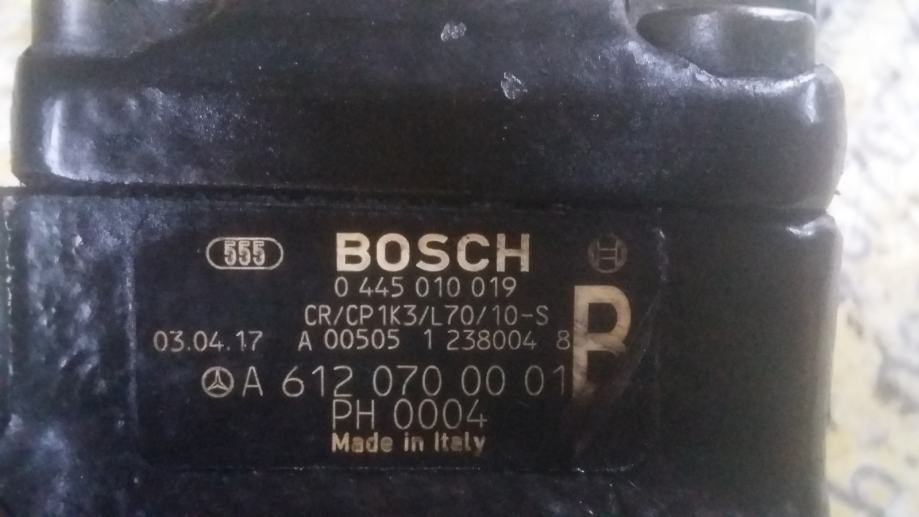 555 BOSCH
0 445 010 019
CR/CP1K3/L70/10-S
03.04.17 A 00505 1 238004 8
A 612 070 00 01
PH 0004
Made in Italy